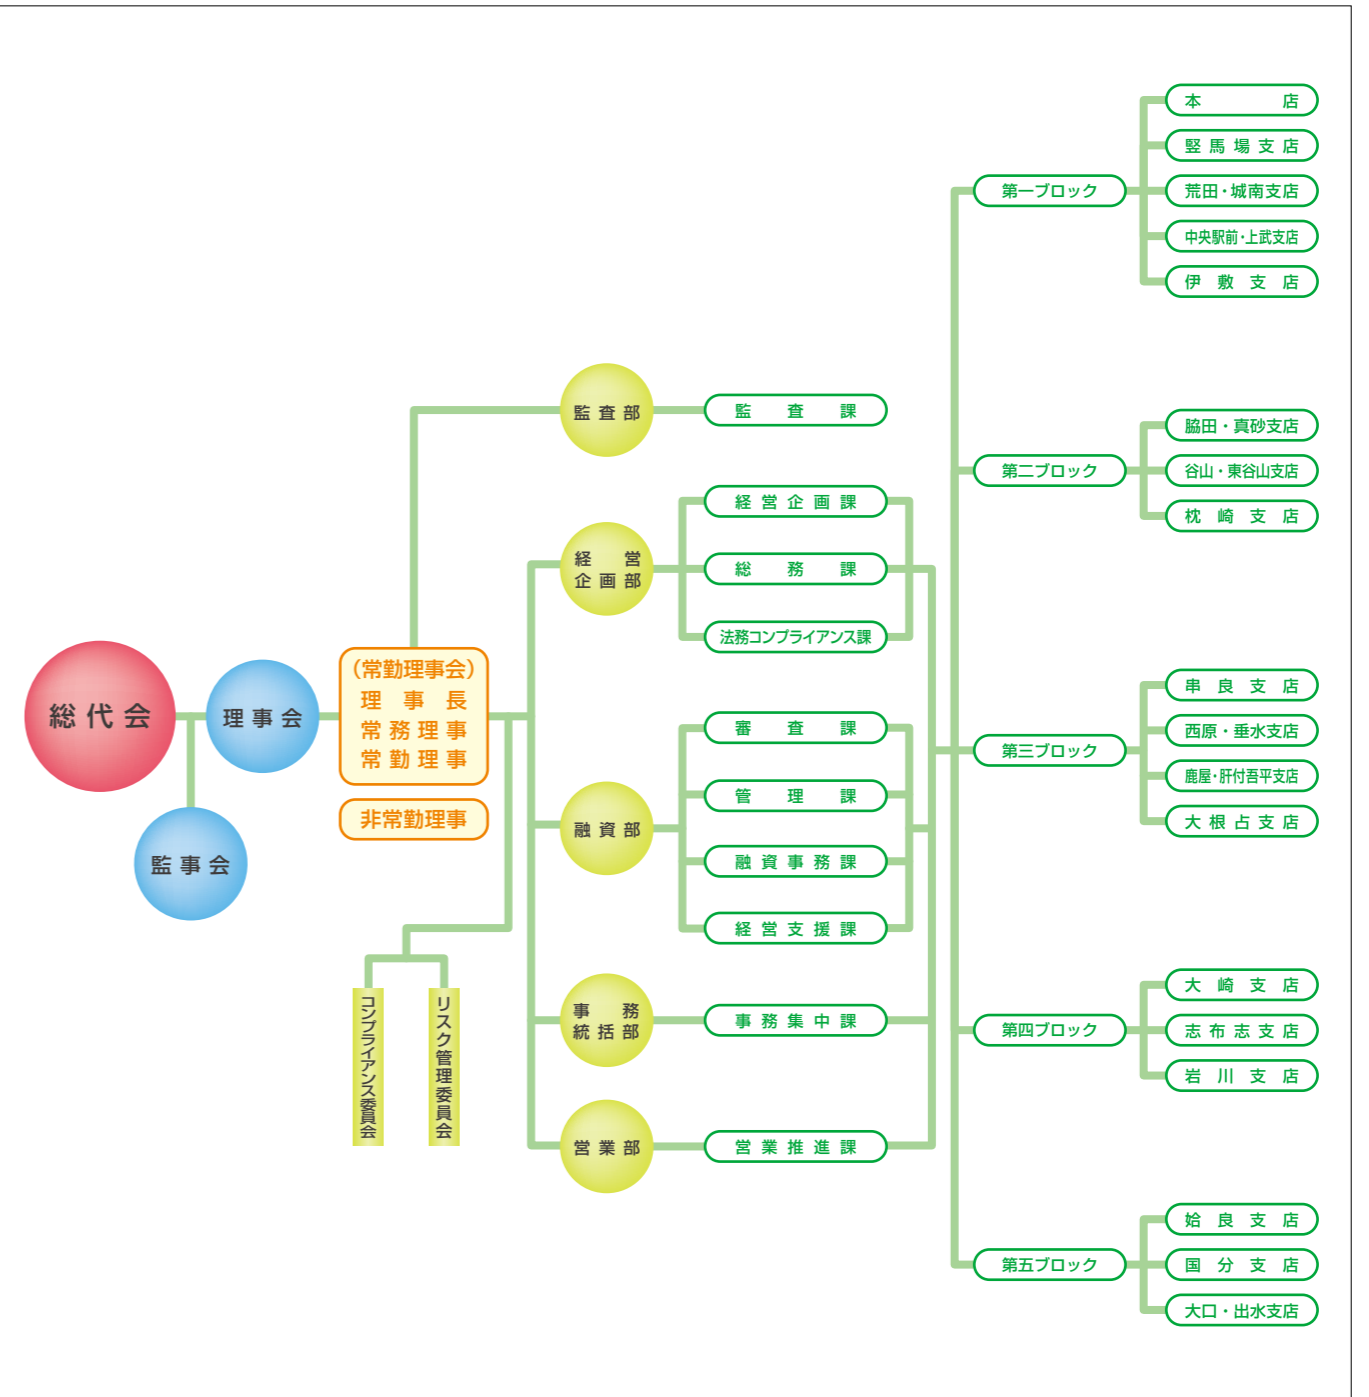 総代会
理事会
監事会
（常勤理事会）
理事長
常務理事
常勤理事
非常勤理事
コンプライアンス委員会
リスク管理委員会
監査部
監査課
経営
企画部
経営企画課
総務課
法務コンプライアンス課
融資部
審査課
管理課
融資事務課
経営支援課
事務
統括部
事務集中課
営業部
営業推進課
第一ブロック
本店
竪馬場支店
荒田・城南支店
中央駅前・上武支店
伊敷支店
第二ブロック
脇田・真砂支店
谷山・東谷山支店
枕崎支店
第三ブロック
串良支店
西原・垂水支店
鹿屋・肝付吾平支店
大根占支店
第四ブロック
大崎支店
志布志支店
岩川支店
第五ブロック
姶良支店
国分支店
大口・出水支店